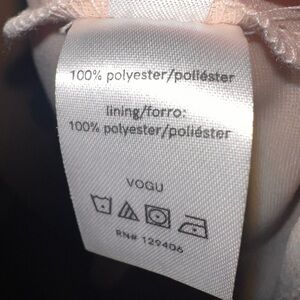 100% polyester/poliéster
lining/forro:
100% polyester/poliéster
VOGU
RN# 129406